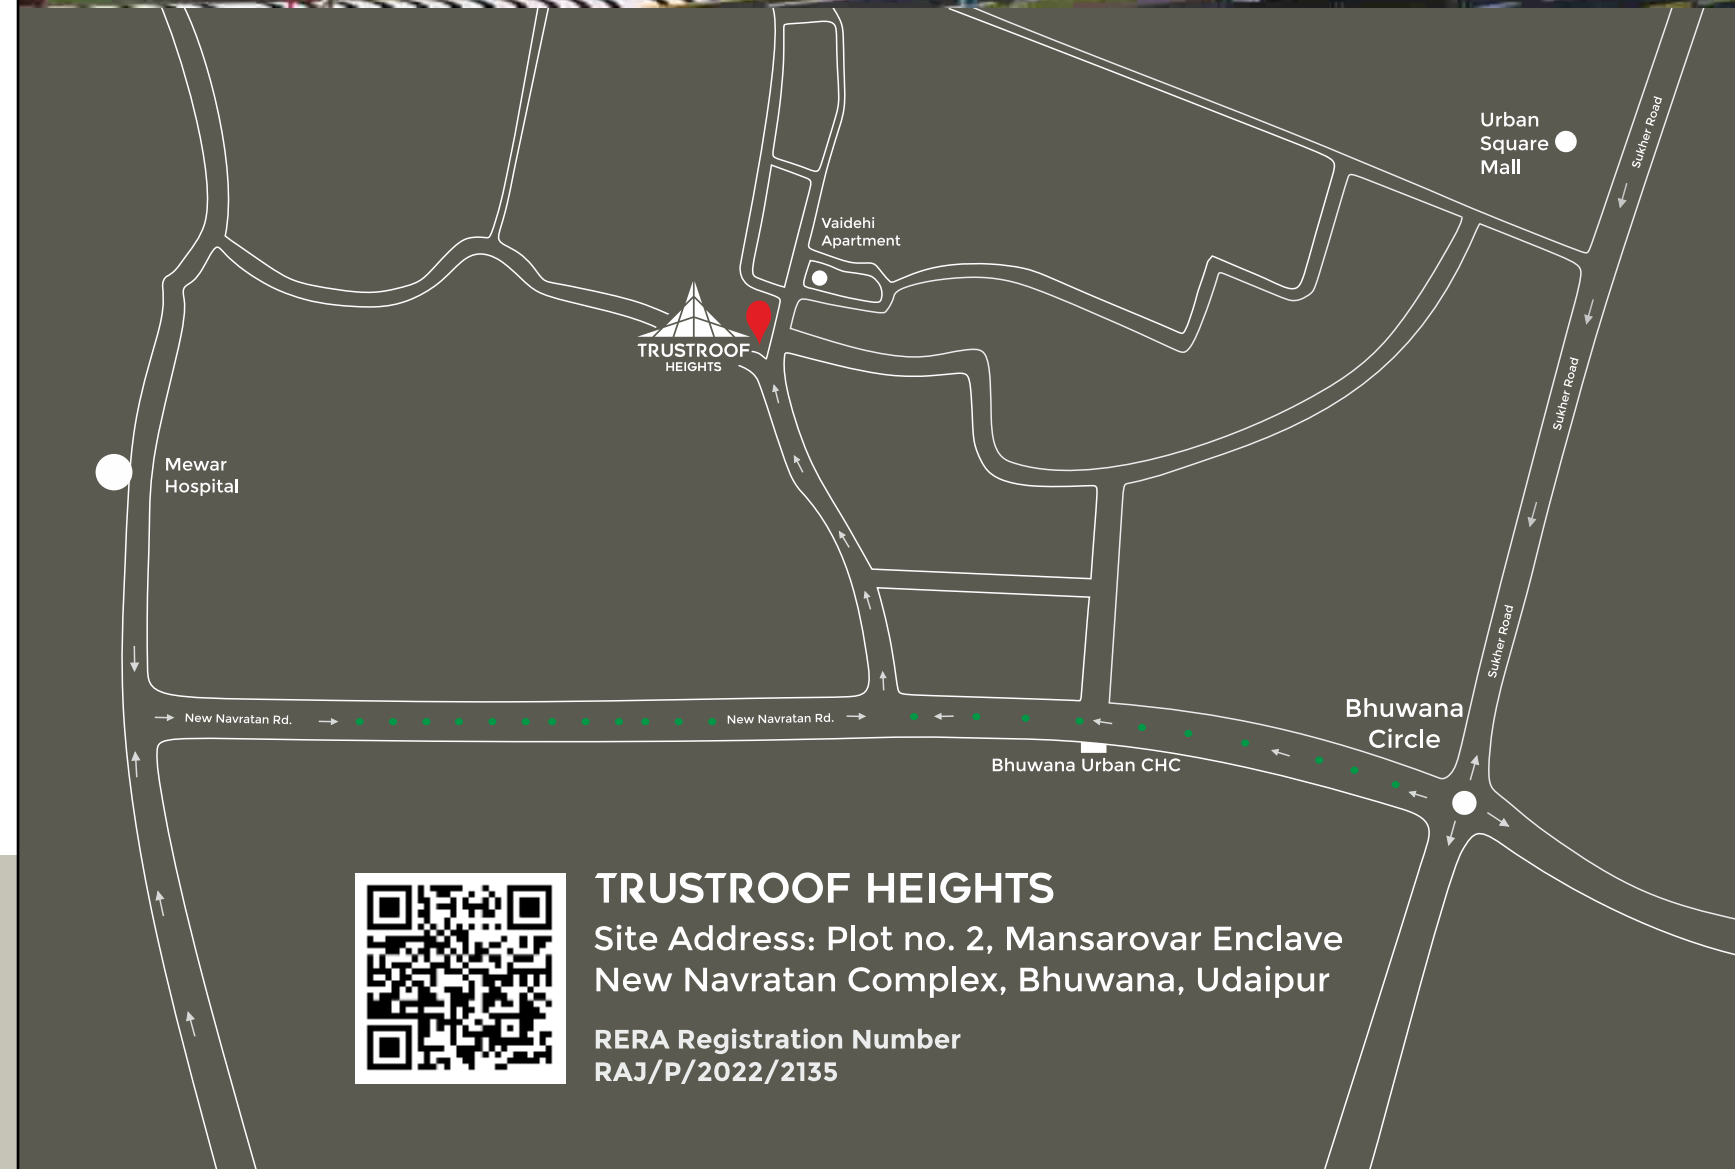 Urban
Square
Mall
Sukher Road
Vaidehi
Apartment
TRUSTROOF
HEIGHTS
Sukher Road
Mewar
Hospital
Sukher Road
New Navratan Rd.
New Navratan Rd.
Bhuwana
Circle
Bhuwana Urban CHC
TRUSTROOF HEIGHTS
Site Address: Plot no. 2, Mansarovar Enclave
New Navratan Complex, Bhuwana, Udaipur
RERA Registration Number
RAJ/P/2022/2135